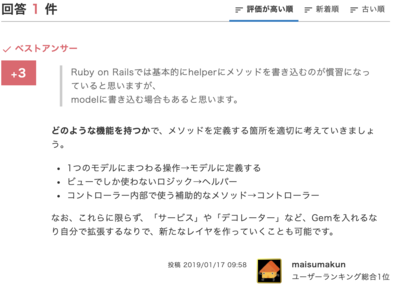 回答 1 件
評価が高い順
新着順
古い順
ベストアンサー
+3
Ruby on Railsでは基本的にhelperにメソッドを書き込むのが慣習になっ
ていると思いますが、
modelに書き込む場合もあると思います。
どのような機能を持つかで、メソッドを定義する箇所を適切に考えていきましょ
う。
• 1つのモデルにまつわる操作→モデルに定義する
• ビューでしか使わないロジック→ヘルパー
• コントローラー内部で使う補助的なメソッド→コントローラー
なお、これらに限らず、「サービス」や「デコレーター」など、Gemを入れるな
り自分で拡張するなりで、新たなレイヤを作っていくことも可能です。
投稿 2019/01/17 09:58
maisumakun
ユーザーランキング総合1位